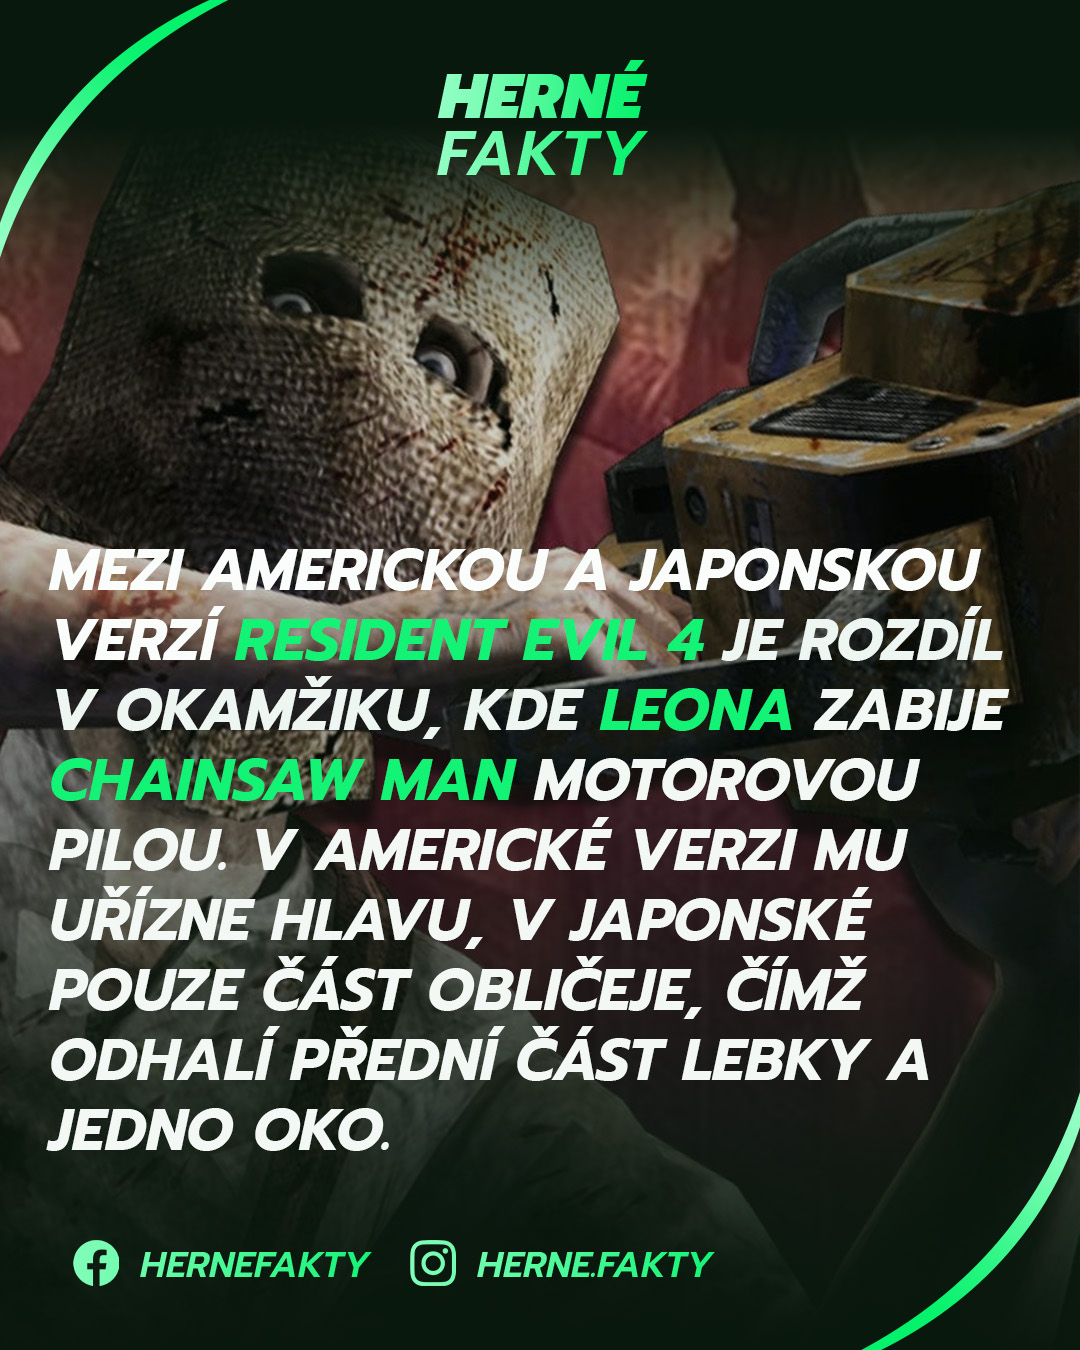 HERNÉ
FAKTY
MEZI AMERICKOU A JAPONSKOU
VERZÍ RESIDENT EVIL 4 JE ROZDÍL
V OKAMŽIKU, KDE LEONA ZABIJE
CHAINSAW MAN MOTOROVOU
PILOU. V AMERICKÉ VERZI MU
UŘÍZNE HLAVU, V JAPONSKÉ
POUZE ČÁST OBLIČEJE, ČÍMŽ
ODHALÍ PŘEDNÍ ČÁST LEBKY A
JEDNO OKO.
HERNEFAKTY HERNE.FAKTY